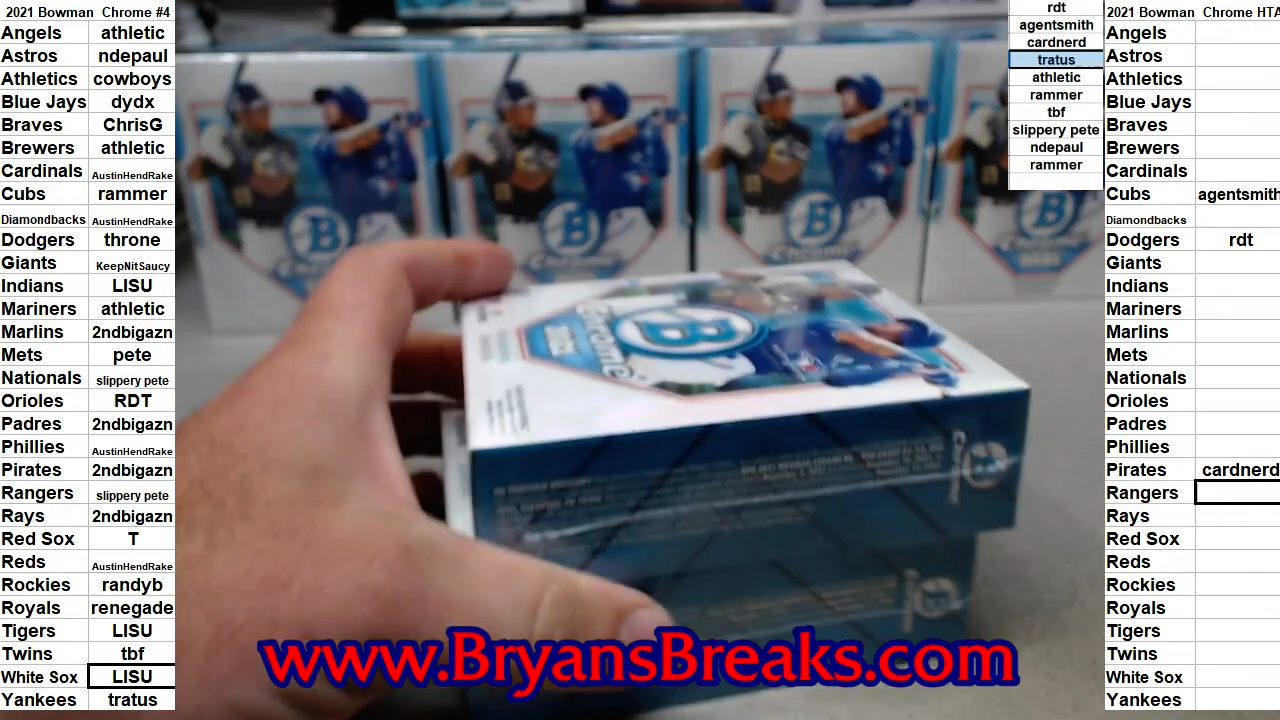 2021 Bowman Chrome #4
Angels athletic
Astros ndepaul
Athletics cowboys
Blue Jays dydx
Braves ChrisG
Brewers athletic
Cardinals AustinHendRake
Cubs rammer
Diamondbacks AustinHendRake
Dodgers throne
Giants KeepNitSaucy
Indians LISU
Mariners athletic
Marlins 2ndbigazn
Mets pete
Nationals slippery pete
Orioles RDT
Padres 2ndbigazn
Phillies AustinHendRake
Pirates 2ndbigazn
Rangers slippery pete
Rays 2ndbigazn
Red Sox T
Reds AustinHendRake
Rockies randyb
Royals renegade
Tigers LISU
Twins tbf
White Sox LISU
Yankees tratus
rdt
agentsmith
cardnerd
tratus
athletic
rammer
tbf
slippery pete
ndepaul
rammer
B
Chrome
B
Chrome
B
Chrome
B
Chrome
2021
www.BryansBreaks.com
2021 Bowman Chrome HTA
Angels
Astros
Athletics
Blue Jays
Braves
Brewers
Cardinals
Cubs agentsmith
Diamondbacks
Dodgers rdt
Giants
Indians
Mariners
Marlins
Mets
Nationals
Orioles
Padres
Phillies
Pirates cardnerd
Rangers
Rays
Red Sox
Reds
Rockies
Royals
Tigers
Twins
White Sox
Yankees